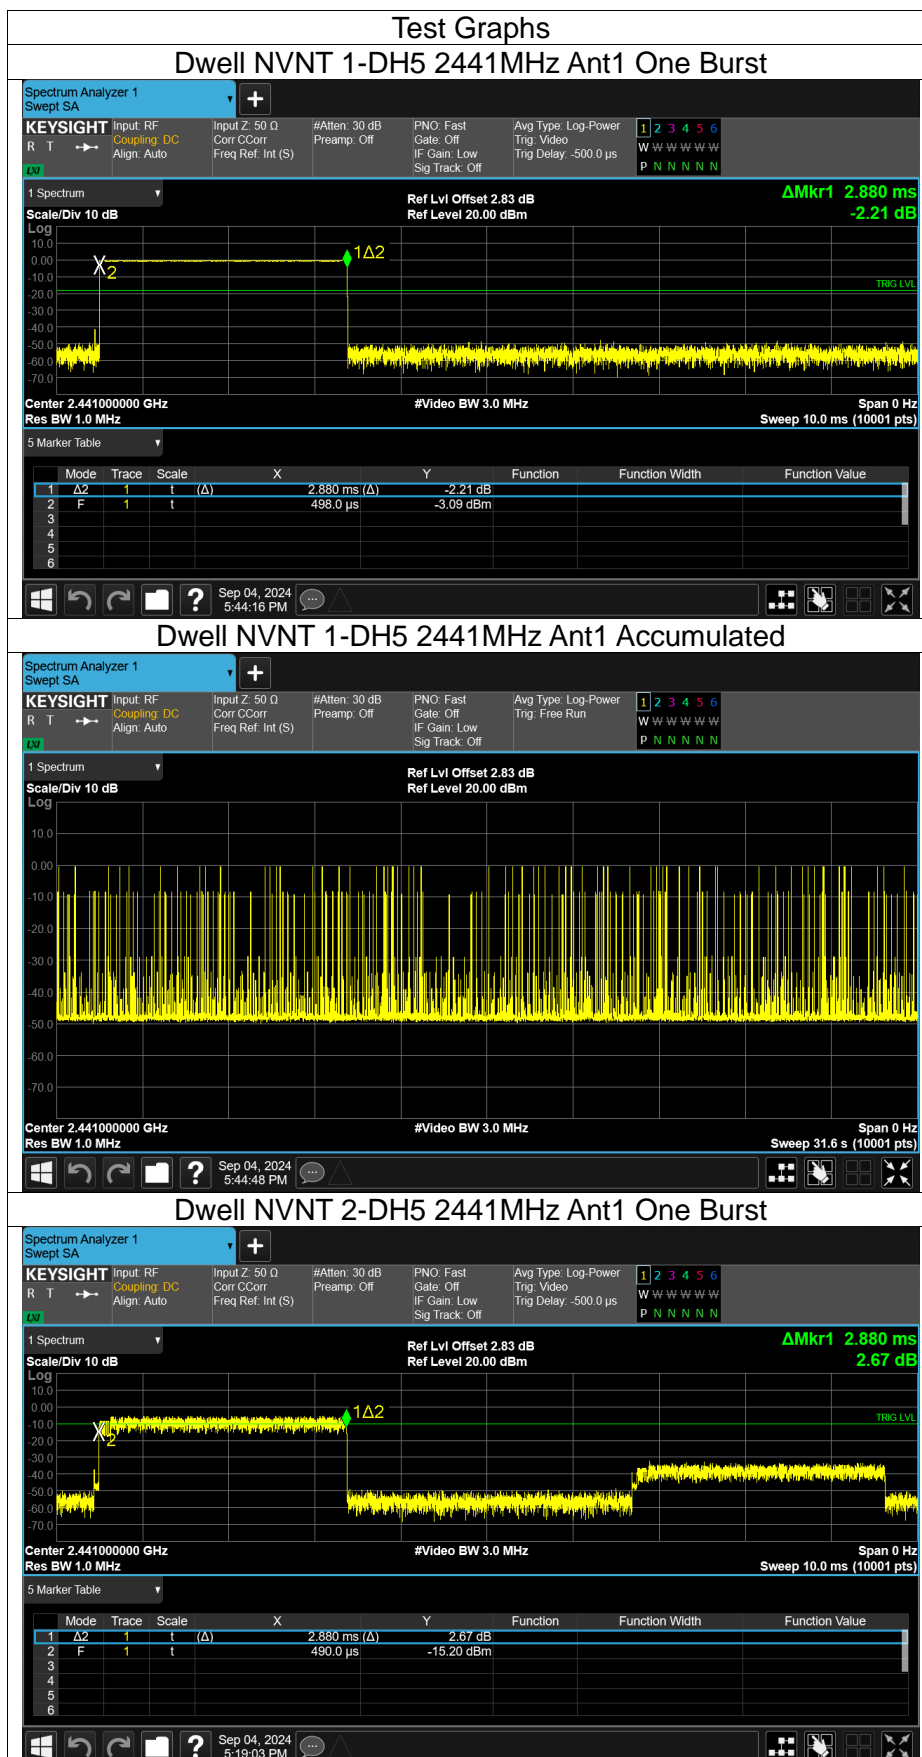 Test Graphs
Dwell NVNT 1-DH5 2441MHz Ant1 One Burst
Spectrum Analyzer 1
Swept SA
KEYSIGHT Input: RF Input Z: 50 Ω #Atten: 30 dB PNO: Fast Avg Type: Log-Power 1 2 3 4 5 6
R T Coupling: DC Corr CCorr Preamp: Off Gate: Off Trig: Video W W W W W W
Align: Auto Freq Ref: Int (S) IF Gain: Low Trig Delay: -500.0 µs
LXI Sig Track: Off P N N N N N
1 Spectrum Ref Lvl Offset 2.83 dB ΔMkr1 2.880 ms
Scale/Div 10 dB Ref Level 20.00 dBm -2.21 dB
Log
10.0
0.00
-10.0
-20.0
-30.0
-40.0
-50.0
-60.0
-70.0
1Δ2
2
TRIG LVL
Center 2.441000000 GHz #Video BW 3.0 MHz Span 0 Hz
Res BW 1.0 MHz Sweep 10.0 ms (10001 pts)
5 Marker Table
Mode Trace Scale X Y Function Function Width Function Value
1 Δ2 1 t (Δ) 2.880 ms (Δ) -2.21 dB
2 F 1 t 498.0 µs -3.09 dBm
3
4
5
6
Sep 04, 2024
5:44:16 PM
Dwell NVNT 1-DH5 2441MHz Ant1 Accumulated
Spectrum Analyzer 1
Swept SA
KEYSIGHT Input: RF Input Z: 50 Ω #Atten: 30 dB PNO: Fast Avg Type: Log-Power 1 2 3 4 5 6
R T Coupling: DC Corr CCorr Preamp: Off Gate: Off Trig: Free Run W W W W W W
Align: Auto Freq Ref: Int (S) IF Gain: Low
LXI Sig Track: Off P N N N N N
1 Spectrum Ref Lvl Offset 2.83 dB
Scale/Div 10 dB Ref Level 20.00 dBm
Log
10.0
0.00
-10.0
-20.0
-30.0
-40.0
-50.0
-60.0
-70.0
Center 2.441000000 GHz #Video BW 3.0 MHz Span 0 Hz
Res BW 1.0 MHz Sweep 31.6 s (10001 pts)
Sep 04, 2024
5:44:48 PM
Dwell NVNT 2-DH5 2441MHz Ant1 One Burst
Spectrum Analyzer 1
Swept SA
KEYSIGHT Input: RF Input Z: 50 Ω #Atten: 30 dB PNO: Fast Avg Type: Log-Power 1 2 3 4 5 6
R T Coupling: DC Corr CCorr Preamp: Off Gate: Off Trig: Video W W W W W W
Align: Auto Freq Ref: Int (S) IF Gain: Low Trig Delay: -500.0 µs
LXI Sig Track: Off P N N N N N
1 Spectrum Ref Lvl Offset 2.83 dB ΔMkr1 2.880 ms
Scale/Div 10 dB Ref Level 20.00 dBm 2.67 dB
Log
10.0
0.00
-10.0
-20.0
-30.0
-40.0
-50.0
-60.0
-70.0
1Δ2
2
TRIG LVL
Center 2.441000000 GHz #Video BW 3.0 MHz Span 0 Hz
Res BW 1.0 MHz Sweep 10.0 ms (10001 pts)
5 Marker Table
Mode Trace Scale X Y Function Function Width Function Value
1 Δ2 1 t (Δ) 2.880 ms (Δ) 2.67 dB
2 F 1 t 490.0 µs -15.20 dBm
3
4
5
6
Sep 04, 2024
5:19:03 PM